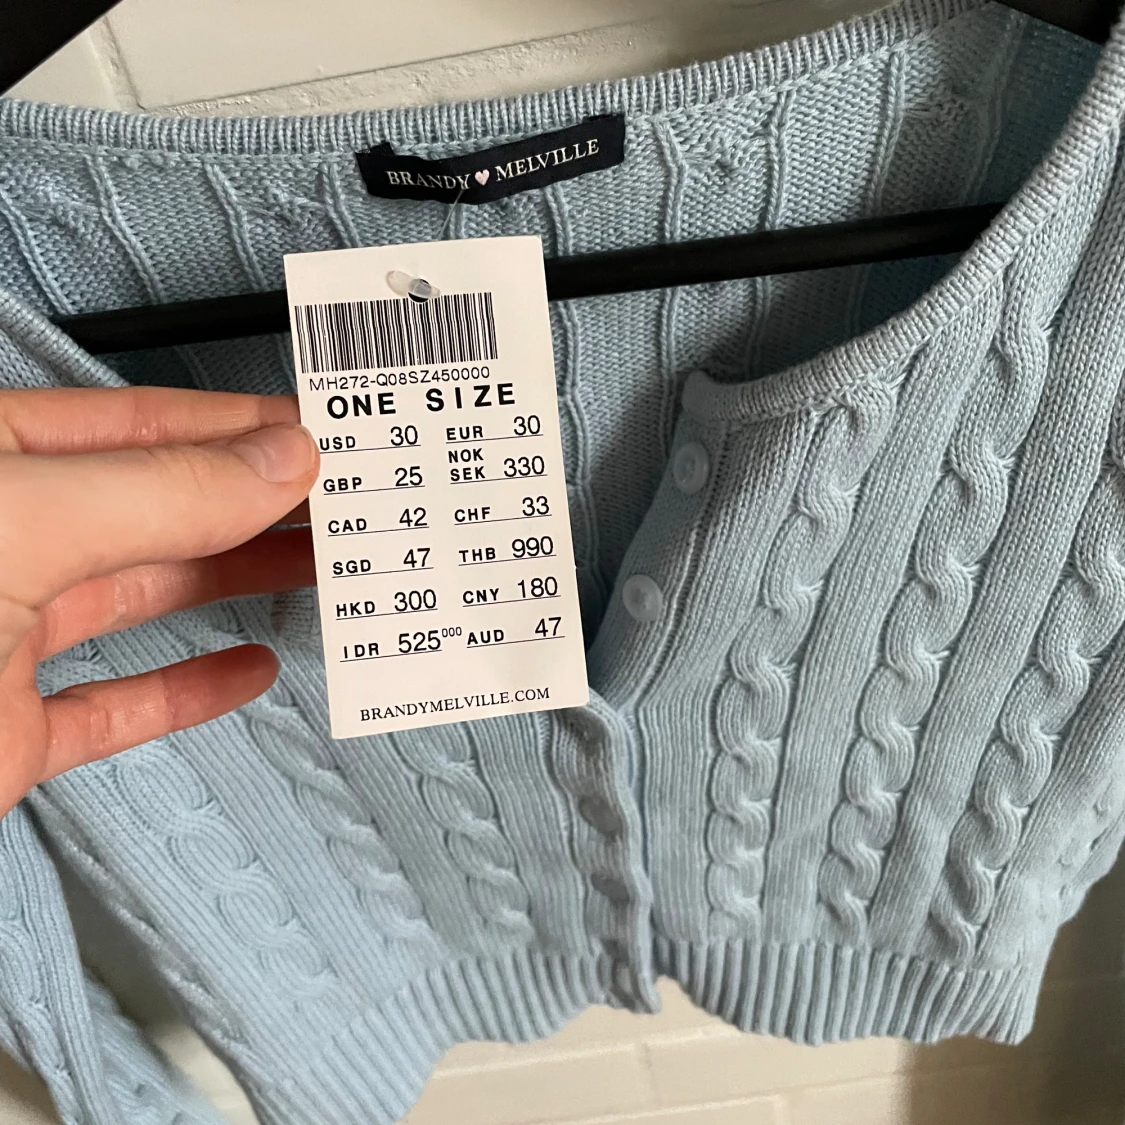 BRANDY MELVILLE
MH272-Q08SZ450000
ONE SIZE
USD 30 EUR 30
GBP 25 NOK SEK 330
CAD 42 CHF 33
SGD 47 THB 990
HKD 300 CNY 180
IDR 525000 AUD 47
BRANDYMELVILLE.COM